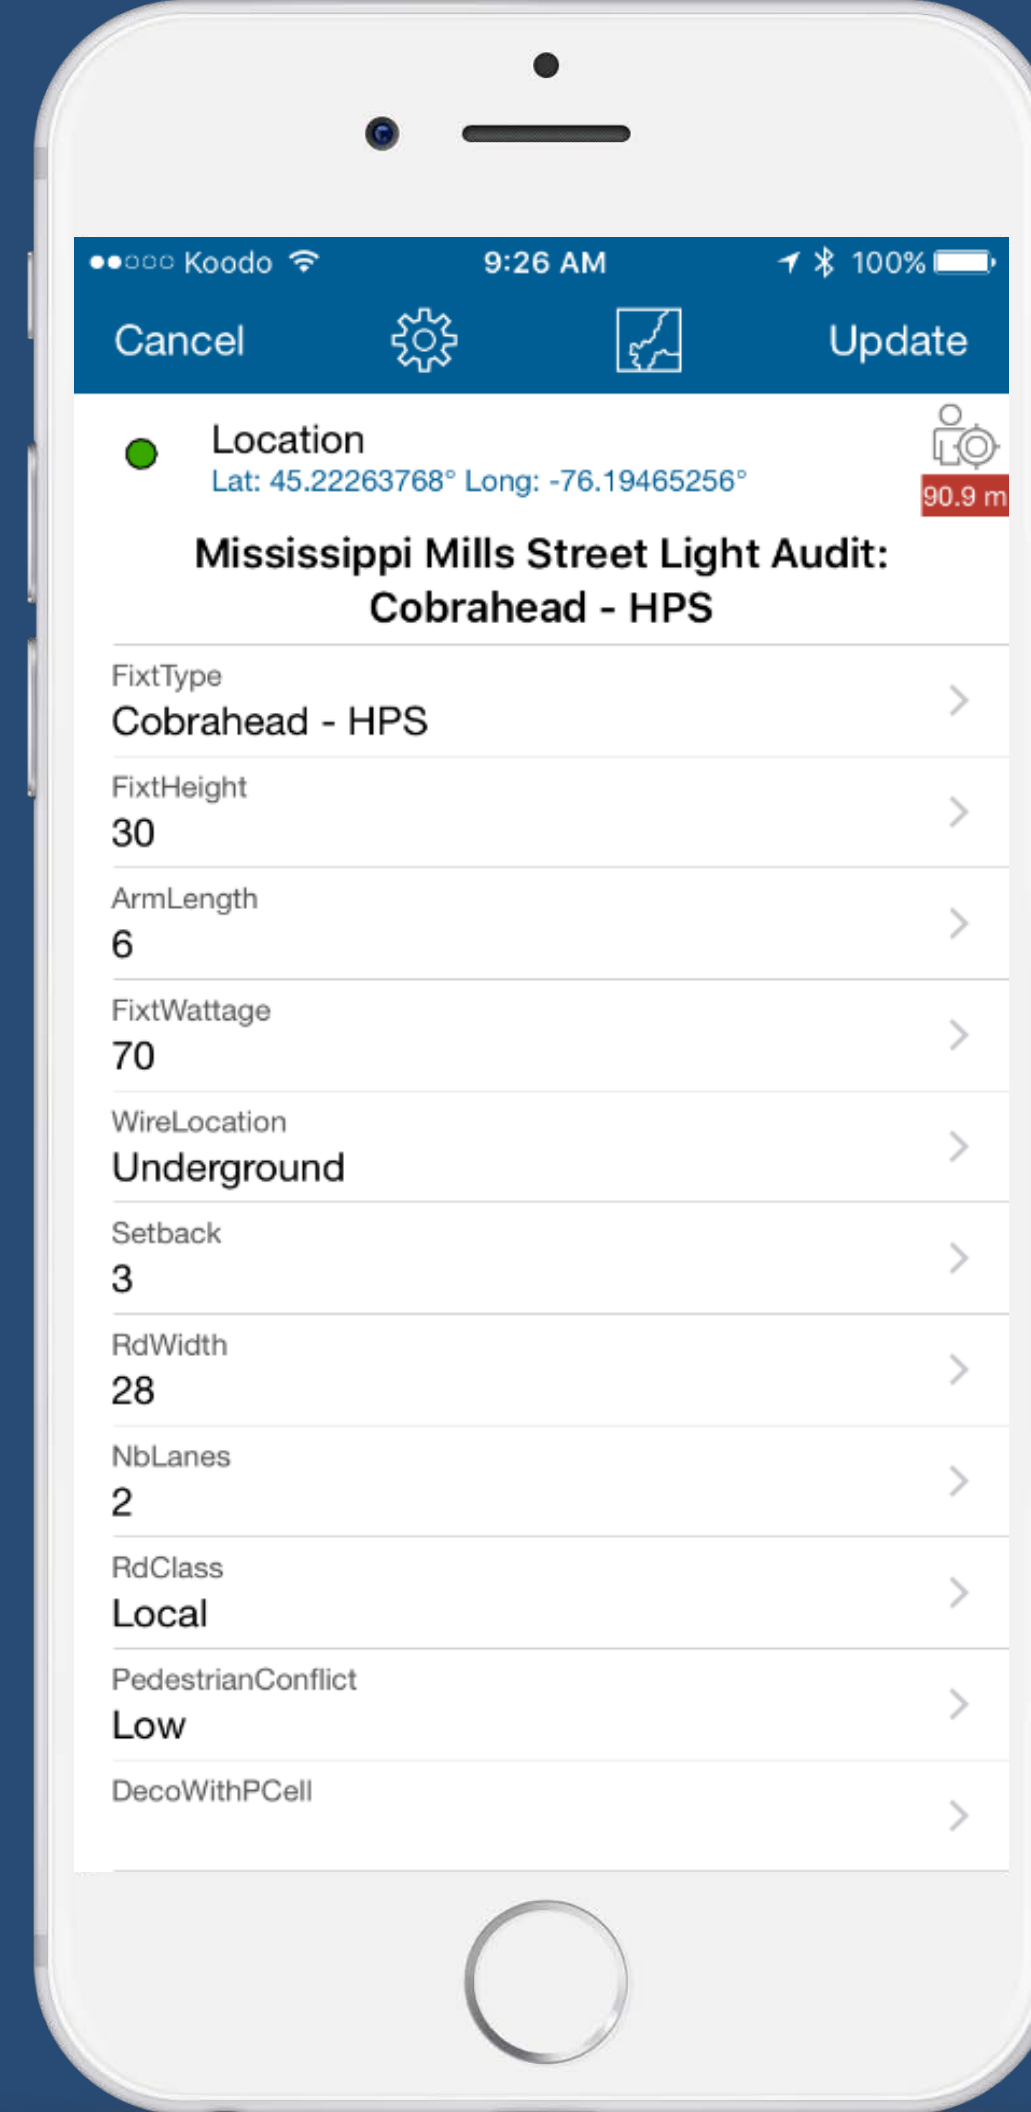 Koodo 9:26 AM 100%
Cancel Update
Location
Lat: 45.22263768° Long: -76.19465256°
90.9 m
Mississippi Mills Street Light Audit:
Cobrahead - HPS
FixtType
Cobrahead - HPS
FixtHeight
30
ArmLength
6
FixtWattage
70
WireLocation
Underground
Setback
3
RdWidth
28
NbLanes
2
RdClass
Local
PedestrianConflict
Low
DecoWithPCell